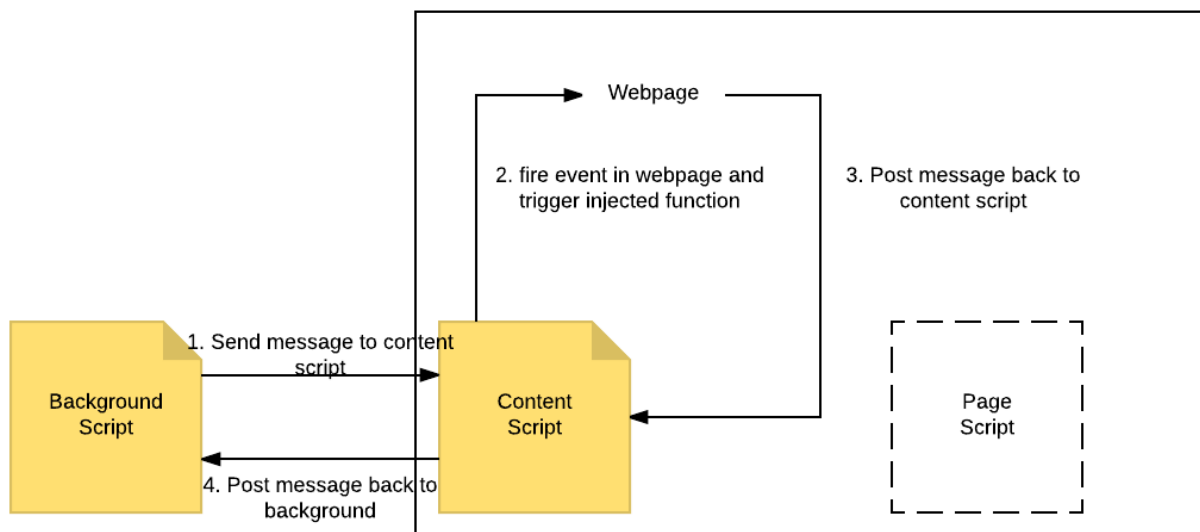 Webpage
2. fire event in webpage and
trigger injected function
3. Post message back to
content script
1. Send message to content
script
Background
Script
Content
Script
Page
Script
4. Post message back to
background